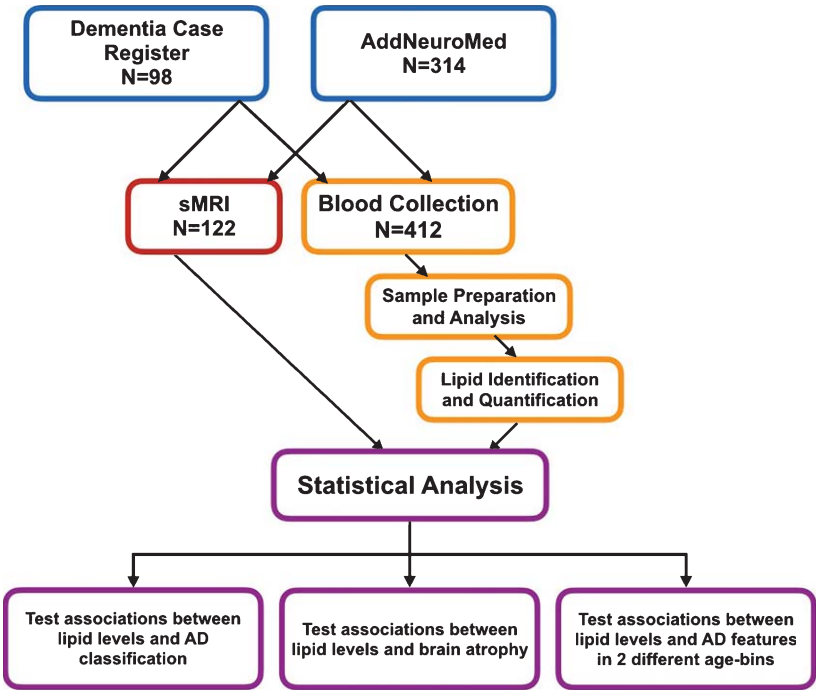 Dementia Case
Register
N=98
AddNeuroMed
N=314
sMRI
N=122
Blood Collection
N=412
Sample Preparation
and Analysis
Lipid Identification
and Quantification
Statistical Analysis
Test associations between
lipid levels and AD
classification
Test associations between
lipid levels and brain atrophy
Test associations between
lipid levels and AD features
in 2 different age-bins